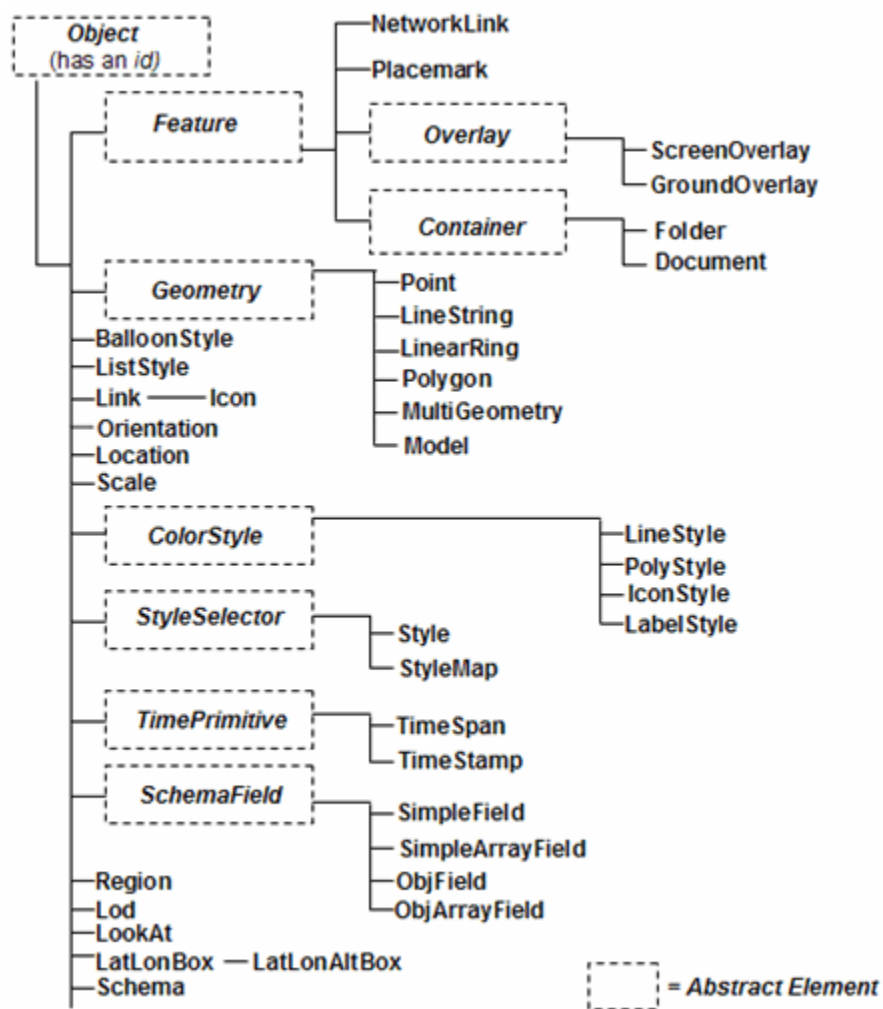 Object
(has an id)
NetworkLink
Placemark
Feature
Overlay
ScreenOverlay
GroundOverlay
Container
Folder
Document
Geometry
Point
LineString
LinearRing
Polygon
MultiGeometry
Model
BalloonStyle
ListStyle
Link Icon
Orientation
Location
Scale
ColorStyle
LineStyle
PolyStyle
IconStyle
LabelStyle
StyleSelector
Style
StyleMap
TimePrimitive
TimeSpan
TimeStamp
SchemaField
SimpleField
SimpleArrayField
ObjField
ObjArrayField
Region
Lod
LookAt
LatLonBox LatLonAltBox
Schema
= Abstract Element